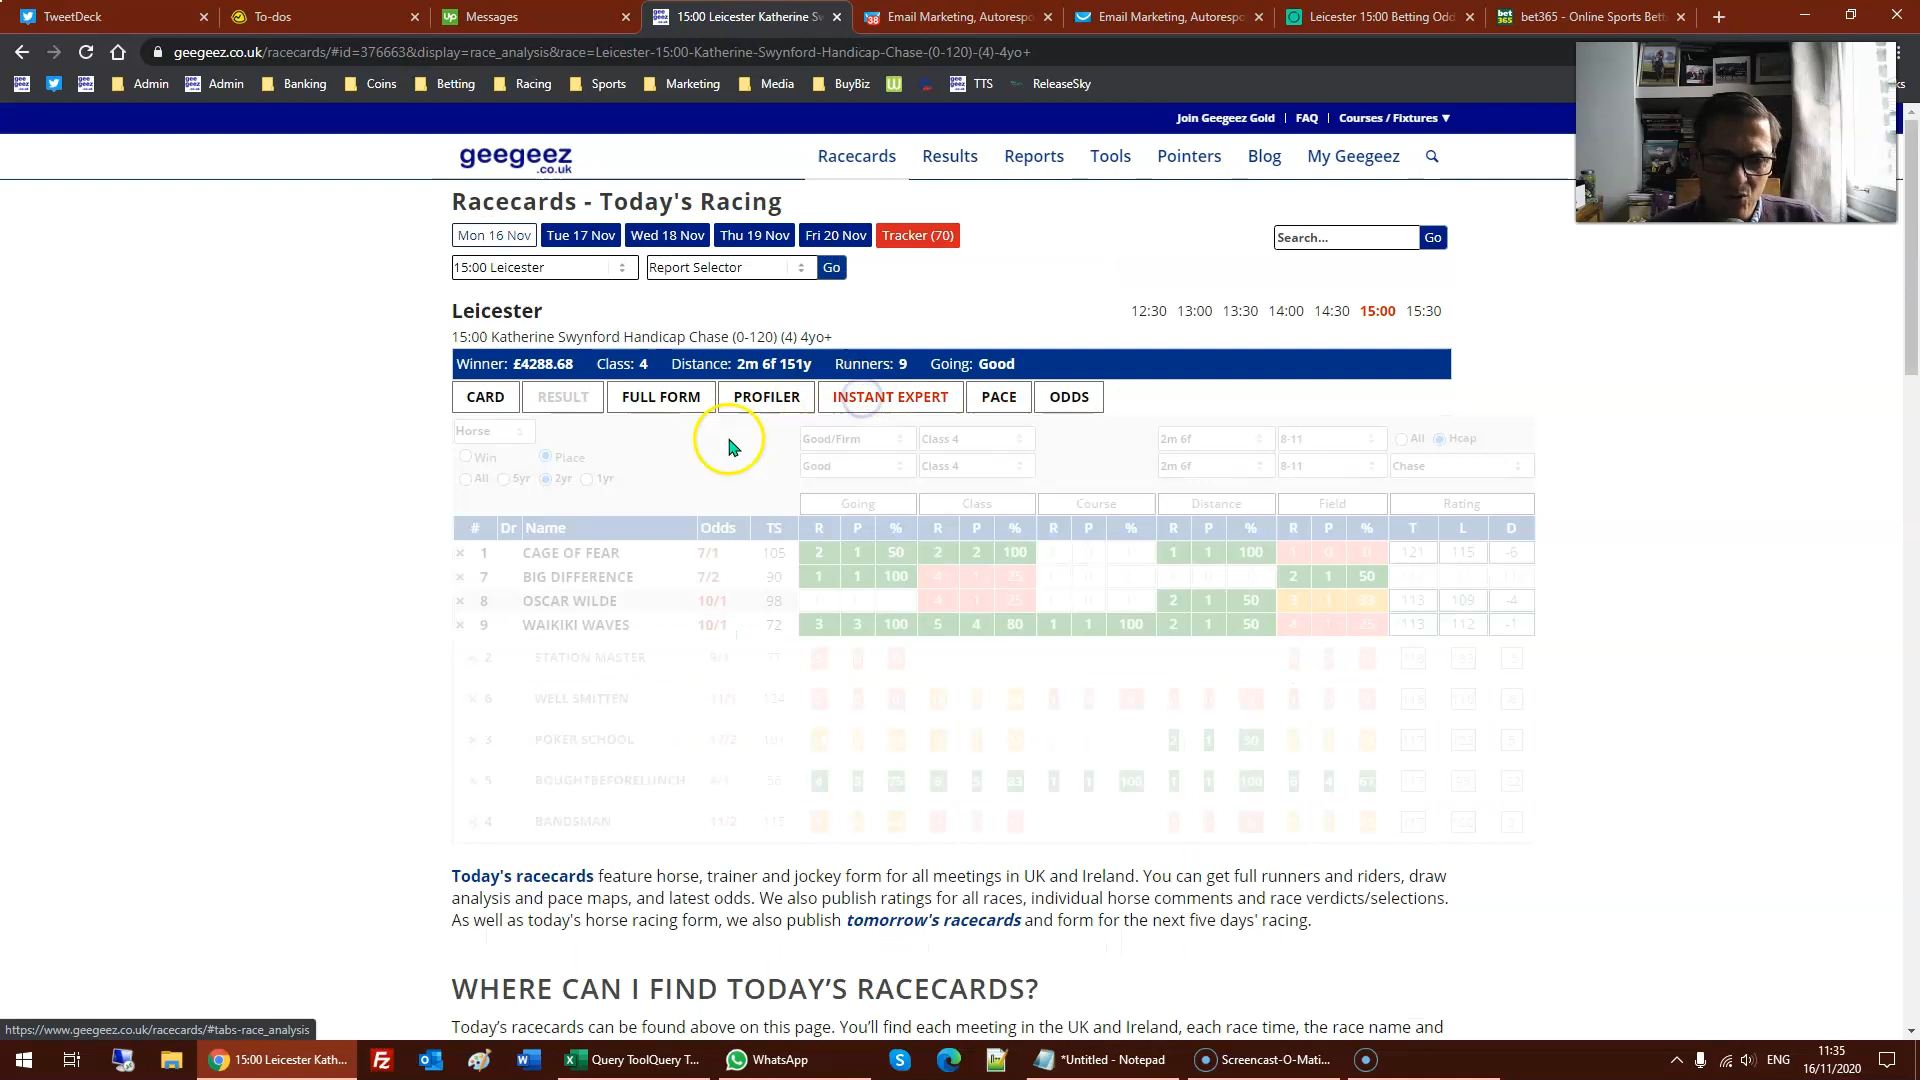 TweetDeck
To-dos
Messages
15:00 Leicester Katherine Sw
Email Marketing, Autorespo
Email Marketing, Autorespo
Leicester 15:00 Betting Odd
bet365 - Online Sports Bett
geegeez.co.uk/racecards/#id=376663&display=race_analysis&race=Leicester-15:00-Katherine-Swynford-Handicap-Chase-(0-120)-(4)-4yo+
Admin Admin Banking Coins Betting Racing Sports Marketing Media BuyBiz TTS ReleaseSky
Join Geegeez Gold | FAQ | Courses / Fixtures ▼
geegeez.co.uk
Racecards Results Reports Tools Pointers Blog My Geegeez
Racecards - Today's Racing
Mon 16 Nov Tue 17 Nov Wed 18 Nov Thu 19 Nov Fri 20 Nov Tracker (70)
Search... Go
15:00 Leicester Report Selector Go
Leicester
12:30 13:00 13:30 14:00 14:30 15:00 15:30
15:00 Katherine Swynford Handicap Chase (0-120) (4) 4yo+
Winner: £4288.68 Class: 4 Distance: 2m 6f 151y Runners: 9 Going: Good
CARD RESULT FULL FORM PROFILER INSTANT EXPERT PACE ODDS
Horse Good/Firm Class 4 2m 6f 8-11 All Hcap
Win Place Good Class 4 2m 6f 8-11 Chase
All 5yr 2yr 1yr
Going Class Course Distance Field Rating
# Dr Name Odds TS R P % R P % R P % R P % R P % T L D
1 CAGE OF FEAR 7/1 105 2 1 50 2 2 100 1 1 100 1 0 0 121 115 -6
7 BIG DIFFERENCE 7/2 90 1 1 100 4 1 25 2 1 50
8 OSCAR WILDE 10/1 98 4 1 25 2 1 50 3 1 33 113 109 -4
9 WAIKIKI WAVES 10/1 72 3 3 100 5 4 80 1 1 100 2 1 50 4 1 25 113 112 -1
2 STATION MASTER
6 WELL SMITTEN
3 POKER SCHOOL
5 BOUGHTBEFORELUNCH
4 BANDSMAN 11/2 115
Today's racecards feature horse, trainer and jockey form for all meetings in UK and Ireland. You can get full runners and riders, draw
analysis and pace maps, and latest odds. We also publish ratings for all races, individual horse comments and race verdicts/selections.
As well as today's horse racing form, we also publish tomorrow's racecards and form for the next five days' racing.
WHERE CAN I FIND TODAY'S RACECARDS?
Today's racecards can be found above on this page. You'll find each meeting in the UK and Ireland, each race time, the race name and
https://www.geegeez.co.uk/racecards/#tabs-race_analysis
15:00 Leicester Kath...
Query ToolQuery T...
WhatsApp
*Untitled - Notepad
Screencast-O-Mati...
ENG
11:35
16/11/2020